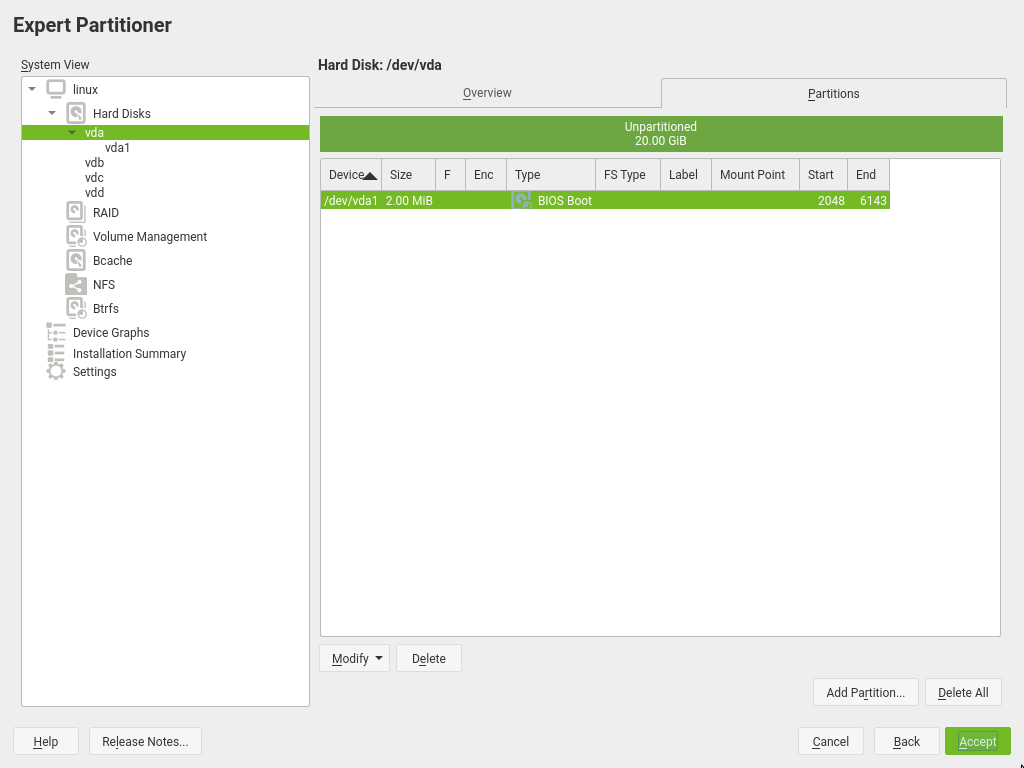 Expert Partitioner
System View
linux
Hard Disks
vda
vda1
vdb
vdc
vdd
RAID
Volume Management
Bcache
NFS
Btrfs
Device Graphs
Installation Summary
Settings
Hard Disk: /dev/vda
Overview Partitions
Unpartitioned
20.00 GiB
Device Size F Enc Type FS Type Label Mount Point Start End
/dev/vda1 2.00 MiB BIOS Boot 2048 6143
Modify Delete
Add Partition... Delete All
Help Release Notes... Cancel Back Accept